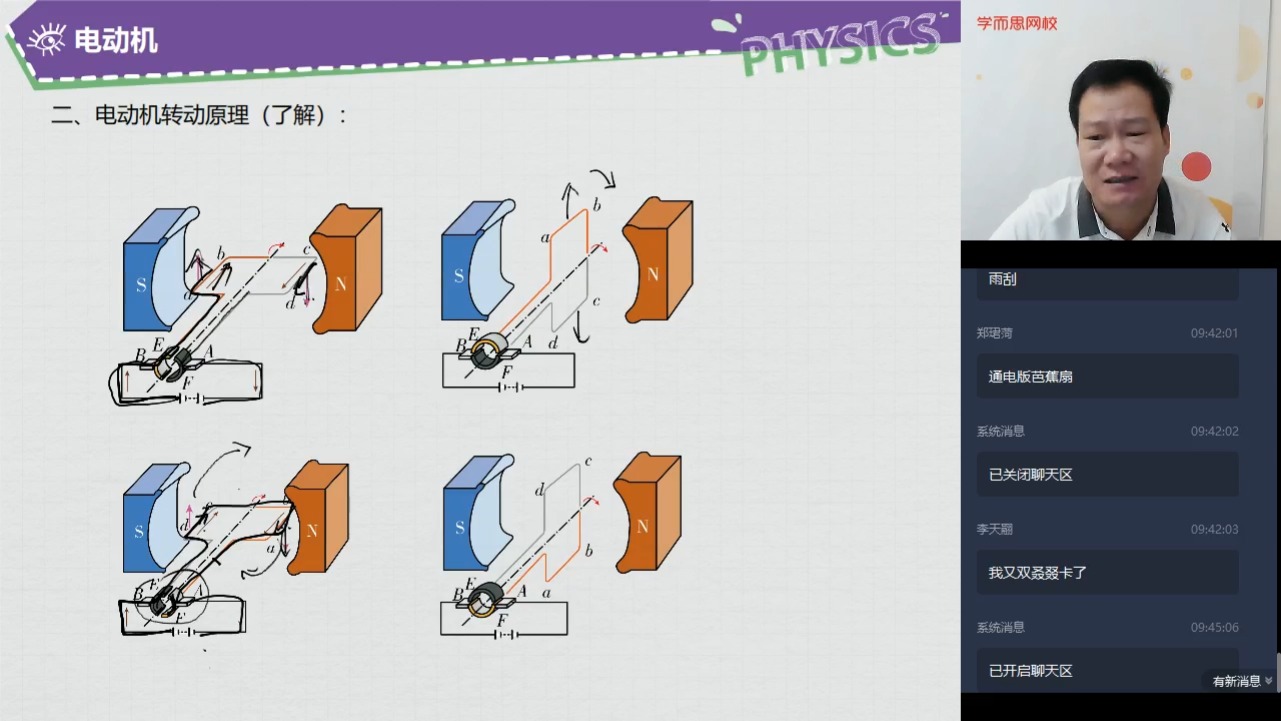 电动机
PHYSICS
二、电动机转动原理（了解）：
S
N
a
b
c
d
B
E
A
F
S
N
a
b
c
d
B
E
A
F
S
N
d
c
a
B
E
A
F
S
N
d
c
b
a
B
E
A
F
学而思网校
雨刮
郑珺菏 09:42:01
通电版芭蕉扇
系统消息 09:42:02
已关闭聊天区
李天翮 09:42:03
我又双叒叕卡了
系统消息 09:45:06
已开启聊天区
有新消息